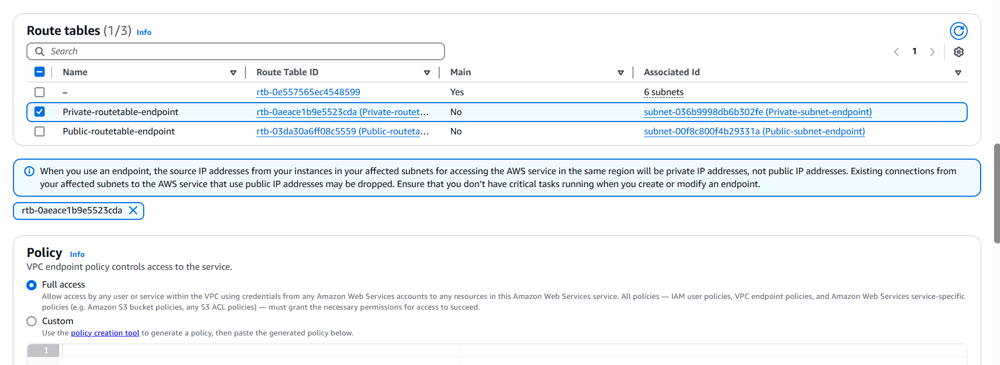 Route tables (1/3) Info
Search
1
Name Route Table ID Main Associated Id
– rtb-0e557565ec4548599 Yes 6 subnets
Private-routetable-endpoint rtb-0aeace1b9e5523cda (Private-routet... No subnet-036b9998db6b302fe (Private-subnet-endpoint)
Public-routetable-endpoint rtb-03da30a6ff08c5559 (Public-routeta... No subnet-00f8c800f4b29331a (Public-subnet-endpoint)
When you use an endpoint, the source IP addresses from your instances in your affected subnets for accessing the AWS service in the same region will be private IP addresses, not public IP addresses. Existing connections from
your affected subnets to the AWS service that use public IP addresses may be dropped. Ensure that you don’t have critical tasks running when you create or modify an endpoint.
rtb-0aeace1b9e5523cda
Policy Info
VPC endpoint policy controls access to the service.
Full access
Allow access by any user or service within the VPC using credentials from any Amazon Web Services accounts to any resources in this Amazon Web Services service. All policies — IAM user policies, VPC endpoint policies, and Amazon Web Services service-specific
policies (e.g. Amazon S3 bucket policies, any S3 ACL policies) — must grant the necessary permissions for access to succeed.
Custom
Use the policy creation tool to generate a policy, then paste the generated policy below.
1